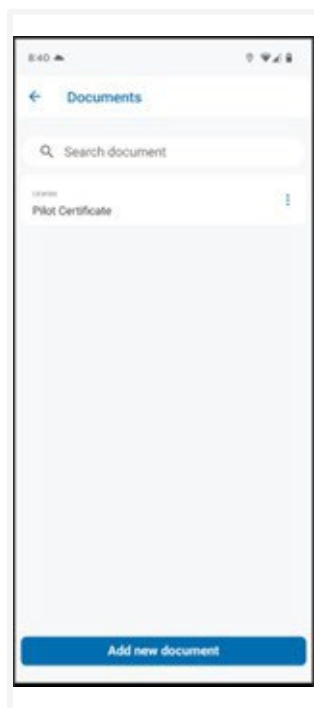 8:40
Documents
Search document
License
Pilot Certificate
Add new document